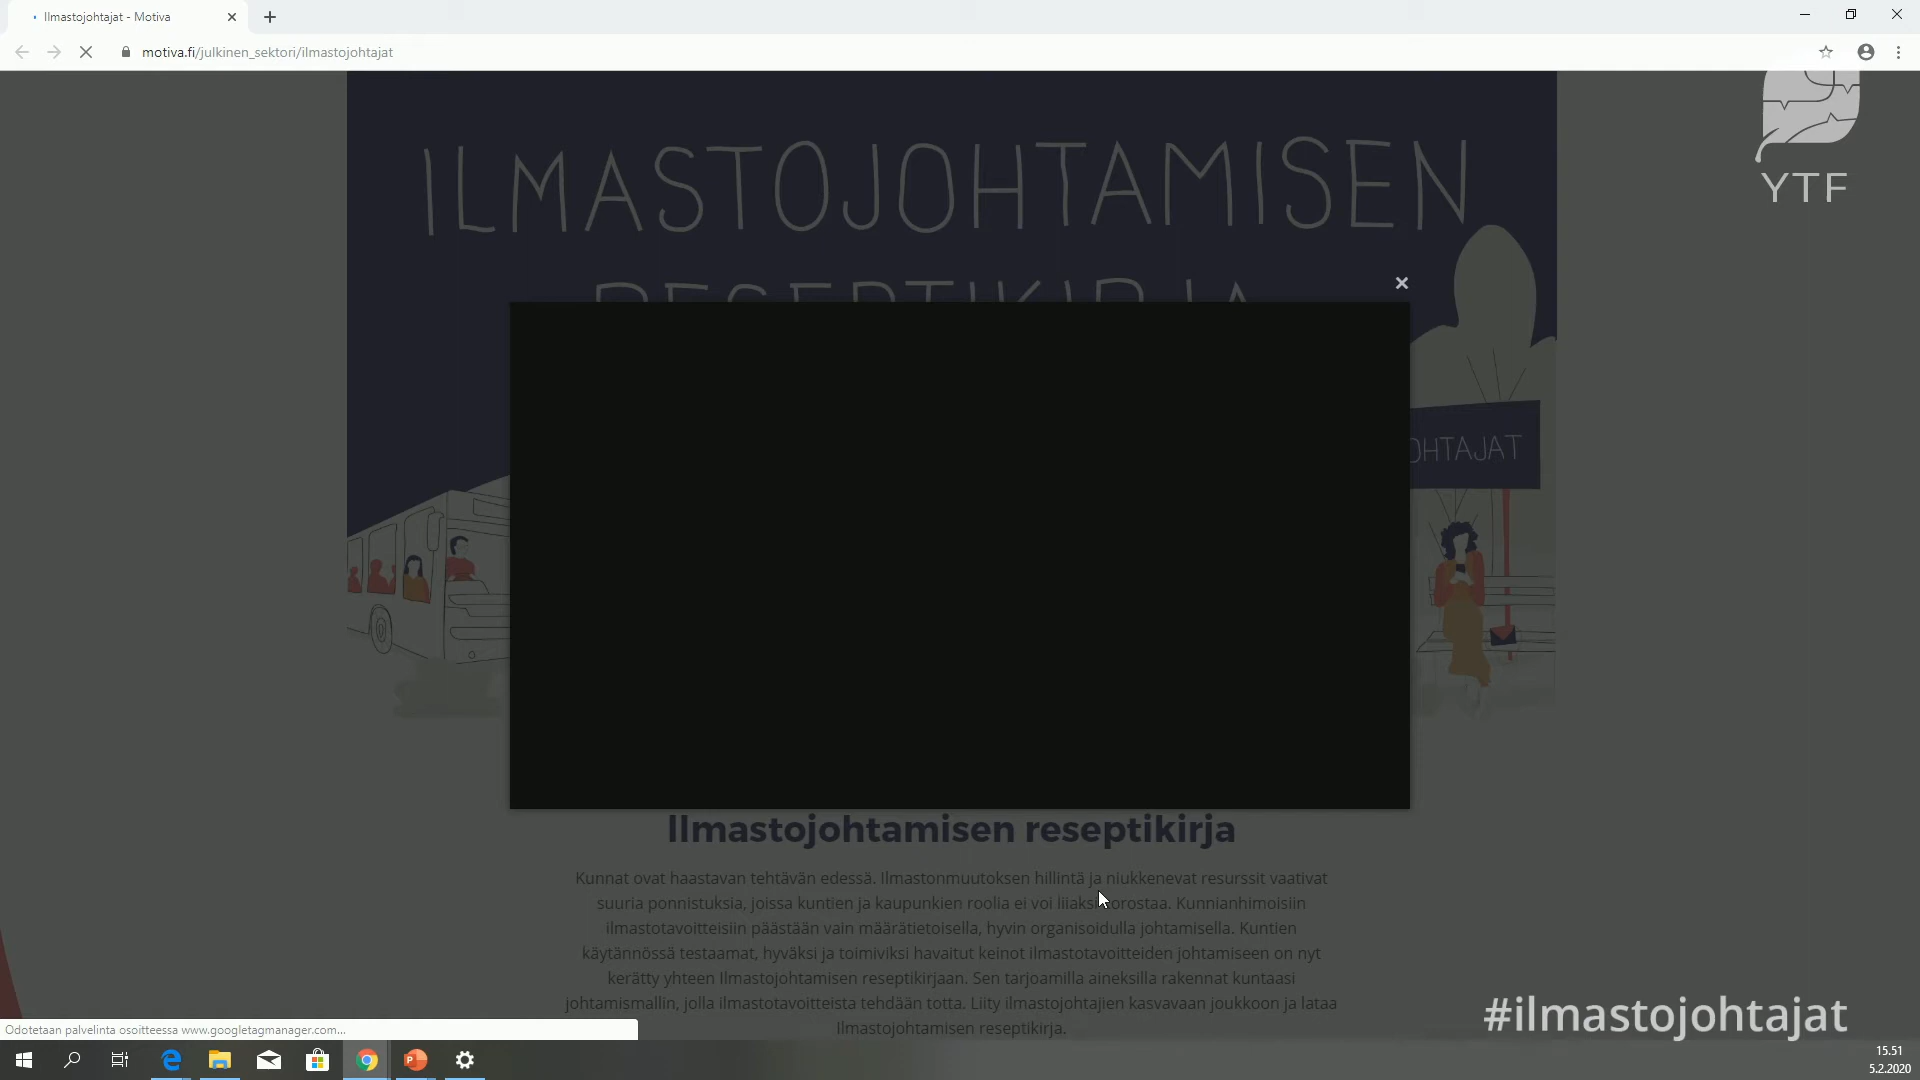 Ilmastojohtajat - Motiva
motiva.fi/julkinen_sektori/ilmastojohtajat
ILMASTOJOHTAMISEN
RESEPTIKIRJA
YTF
OHTAJAT
Ilmastojohtamisen reseptikirja
Kunnat ovat haastavan tehtävän edessä. Ilmastonmuutoksen hillintä ja niukkenevat resurssit vaativat
suuria ponnistuksia, joissa kuntien ja kaupunkien roolia ei voi liiaksi korostaa. Kunnianhimoisiin
ilmastotavoitteisiin päästään vain määrätietoisella, hyvin organisoidulla johtamisella. Kuntien
käytännössä testaamat, hyväksi ja toimiviksi havaitut keinot ilmastotavoitteiden johtamiseen on nyt
kerätty yhteen Ilmastojohtamisen reseptikirjaan. Sen tarjoamilla aineksilla rakennat kuntaasi
johtamismallin, jolla ilmastotavoitteista tehdään totta. Liity ilmastojohtajien kasvavaan joukkoon ja lataa
Ilmastojohtamisen reseptikirja.
#ilmastojohtajat
Odotetaan palvelinta osoitteessa www.googletagmanager.com...
15.51
5.2.2020